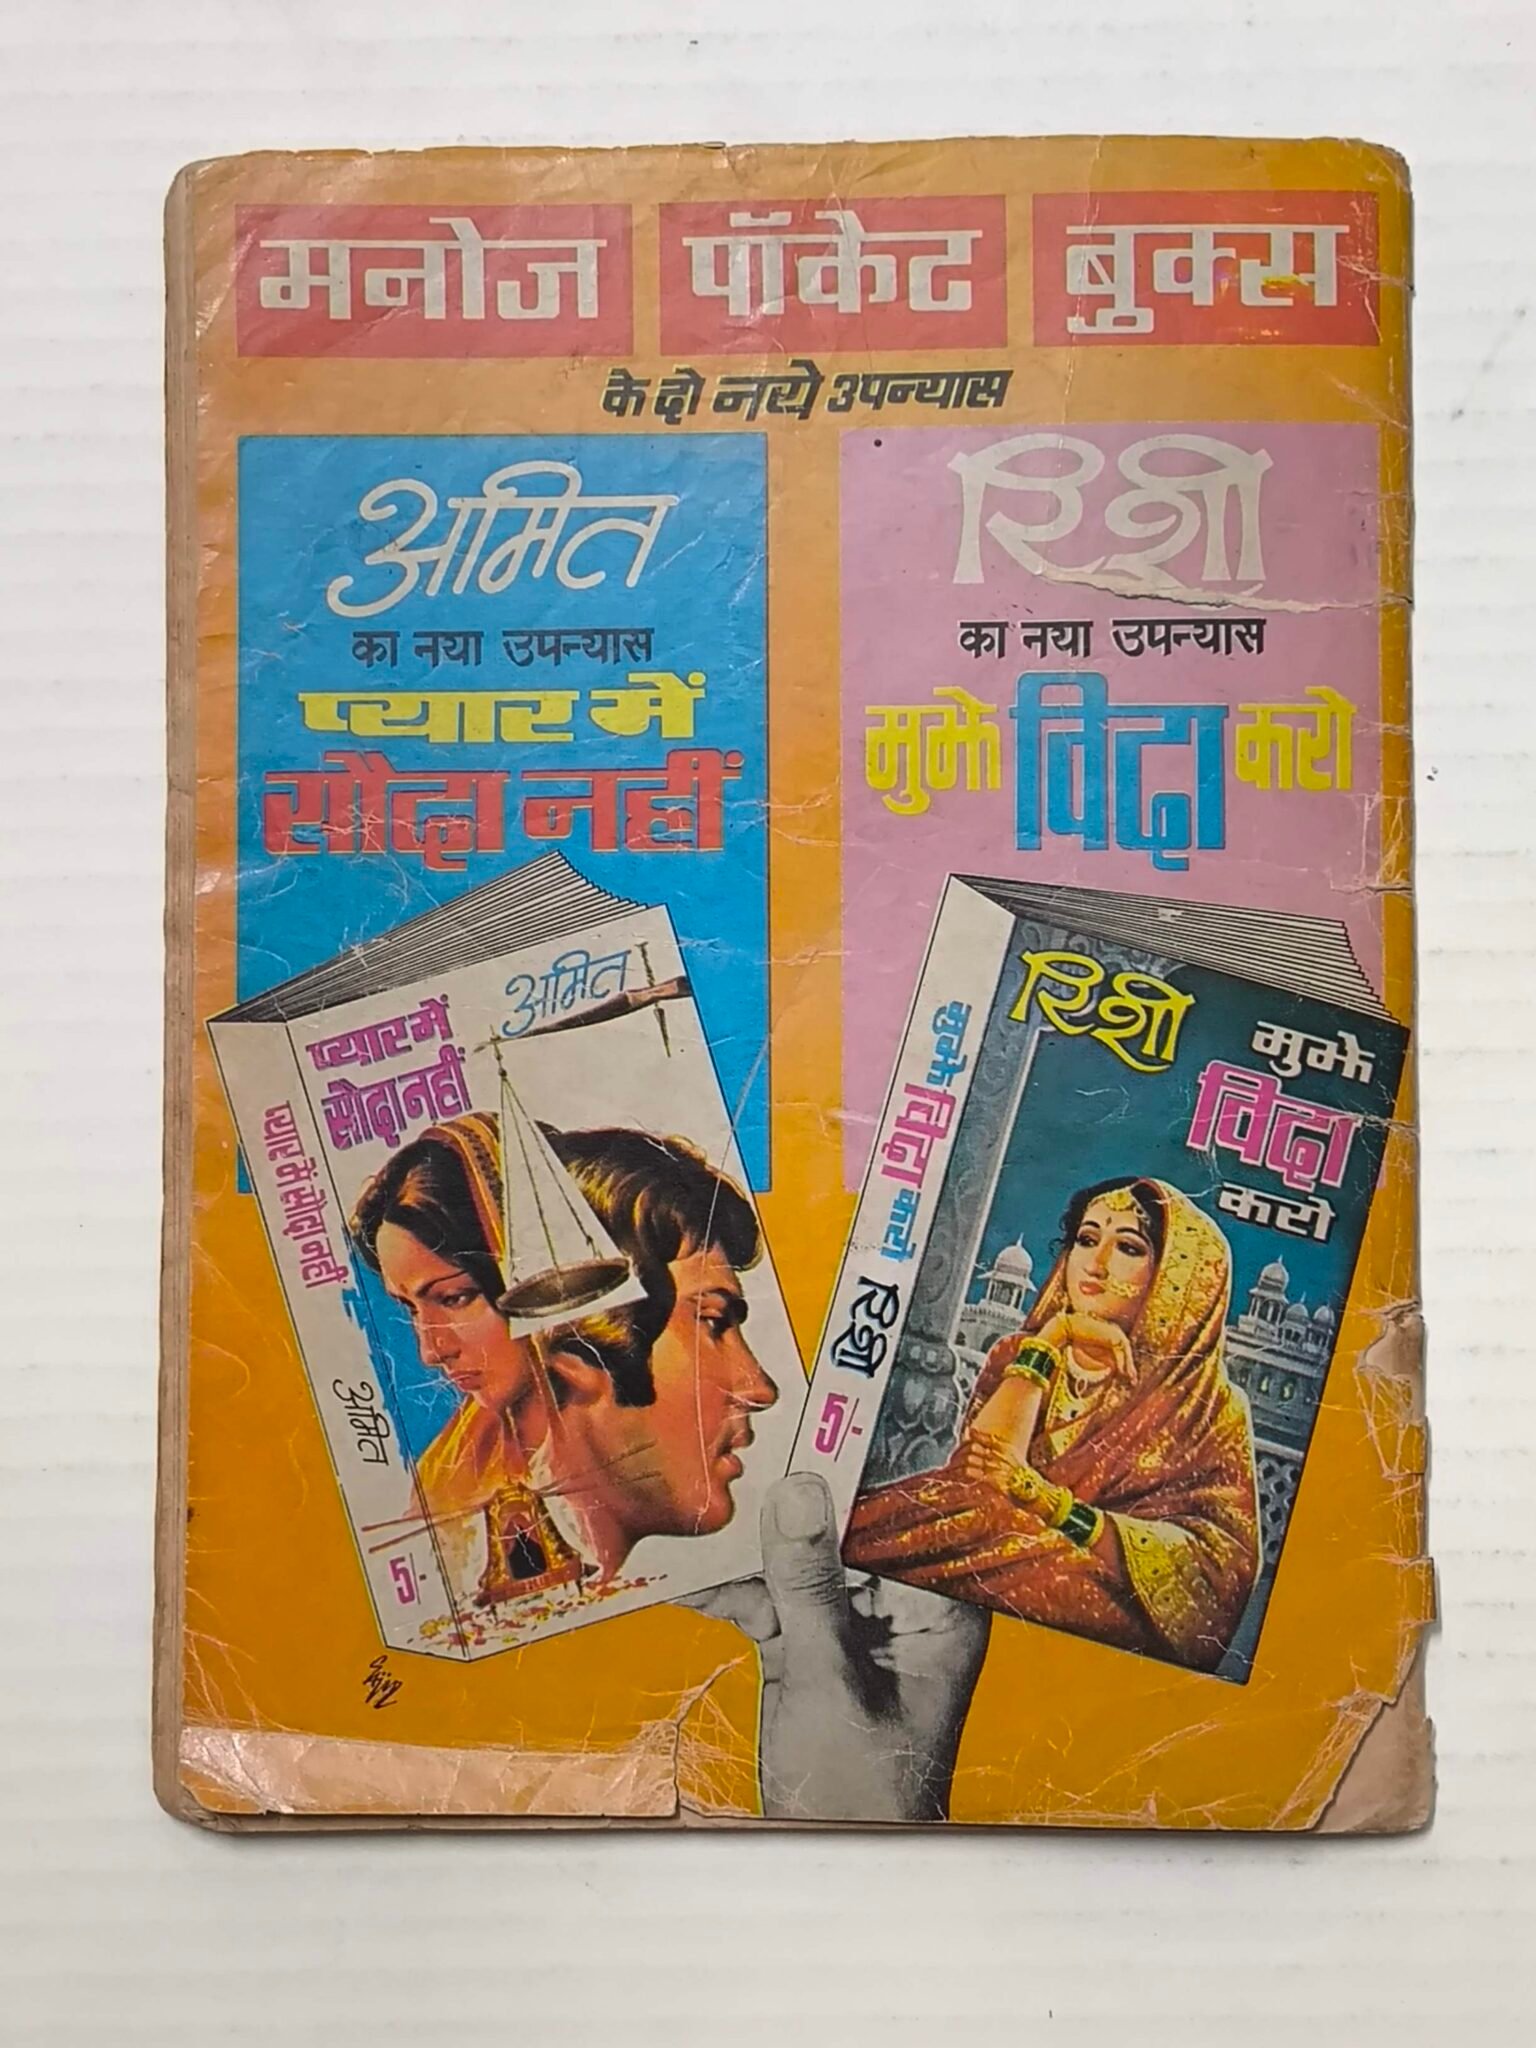 मनोज पॉकेट बुक्स
के दो नये उपन्यास
अमित
का नया उपन्यास
प्यार में
सौदा नहीं
रिशी
का नया उपन्यास
मुझे विदा करो
अमित
प्यार में
सौदा नहीं
प्यार में सौदा नहीं
अमित
5/-
रिशी
मुझे
विदा
करो
मुझे विदा करो
रिशी
5/-